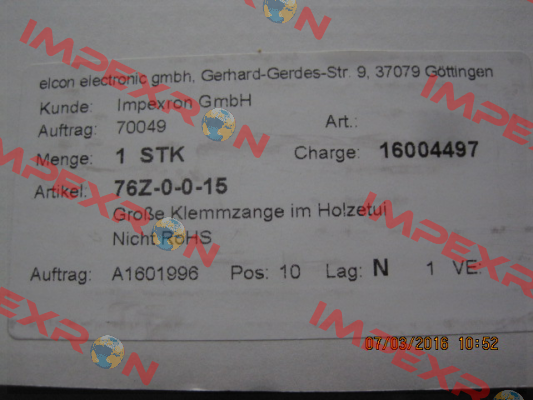 elcon electronic gmbh, Gerhard-Gerdes-Str. 9, 37079 Göttingen
Kunde: Impexron GmbH
Auftrag: 70049 Art.:
Menge: 1 STK Charge: 16004497
Artikel: 76Z-0-0-15
Große Klemmzange im Holzetui
Nicht RoHS
Auftrag: A1601996 Pos: 10 Lag: N 1 VE:
07/03/2016 10:52
IMPEXRON
IMPEXRON
IMPEXRON
IMPEXRON
IMPEXRON